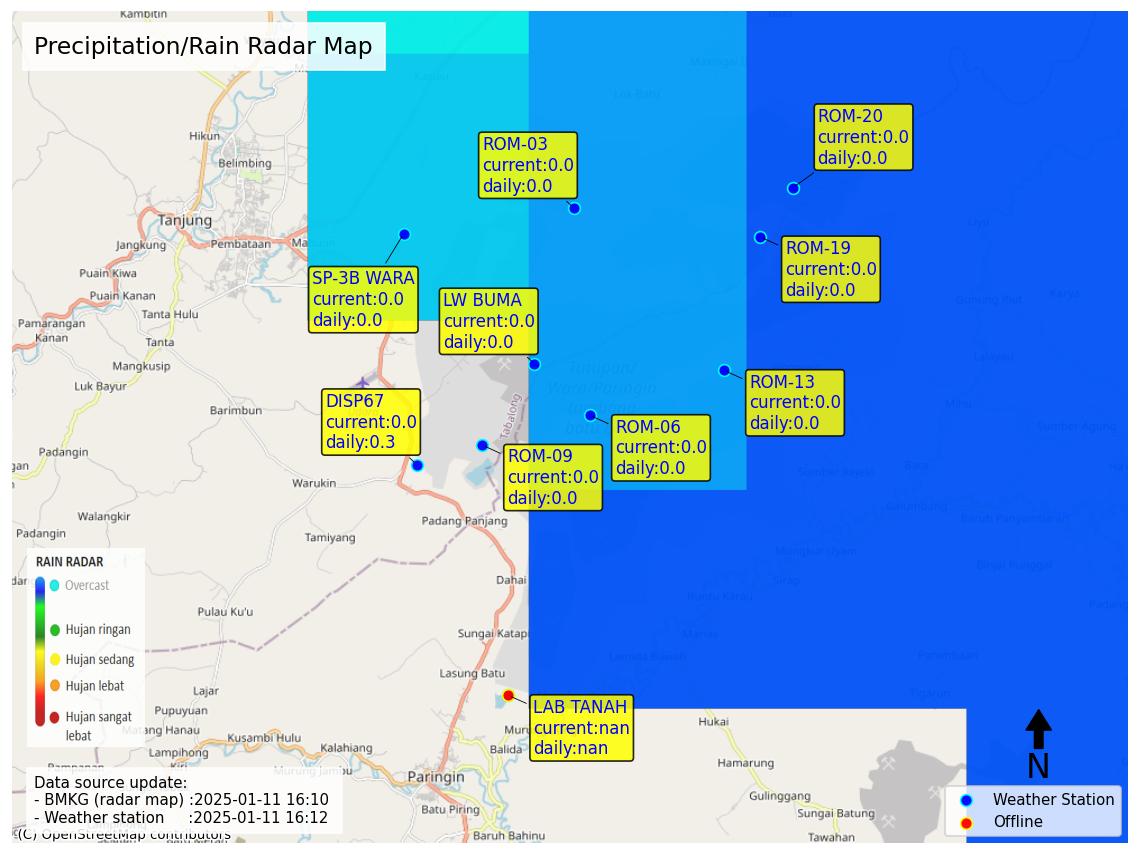 Kambitin
Precipitation/Rain Radar Map
Kapulu
Maringai
Lok Batu
Hikun
Belimbing
Tanjung
Jangkung
Pembataan
Puain Kiwa
Puain Kanan
Pamarangan
Kanan
Tanta Hulu
Tanta
Mangkusip
Luk Bayur
Barimbun
ROM-03
current:0.0
daily:0.0
ROM-20
current:0.0
daily:0.0
ROM-19
current:0.0
daily:0.0
SP-3B WARA
current:0.0
daily:0.0
LW BUMA
current:0.0
daily:0.0
ROM-13
current:0.0
daily:0.0
DISP67
current:0.0
daily:0.3
ROM-06
current:0.0
daily:0.0
ROM-09
current:0.0
daily:0.0
Tabalong
Warukin
Walangkir
Padangin
Padang Panjang
Tamiyang
Dahai
Pulau Ku'u
Sungai Katap
Lasung Batu
Lajar
Pupuyuan
Matang Hanau
Lampihong
Kusambi Hulu
Kalahiang
Murung Jambu
Paringin
Balida
Batu Piring
Baruh Bahinu
LAB TANAH
current:nan
daily:nan
Hukai
Hamarung
Gulinggang
Sungai Batung
Tawahan
RAIN RADAR
Overcast
Hujan ringan
Hujan sedang
Hujan lebat
Hujan sangat
lebat
Data source update:
- BMKG (radar map) :2025-01-11 16:10
- Weather station :2025-01-11 16:12
(C) OpenStreetMap contributors
N
Weather Station
Offline